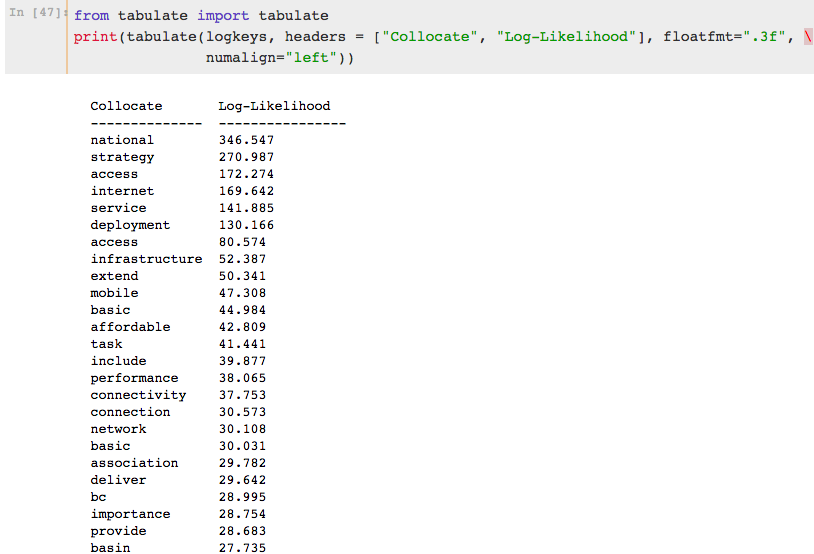 In [47]: from tabulate import tabulate
print(tabulate(logkeys, headers = ["Collocate", "Log-Likelihood"], floatfmt=".3f", \
numalign="left"))
Collocate Log-Likelihood
-------------- ----------------
national 346.547
strategy 270.987
access 172.274
internet 169.642
service 141.885
deployment 130.166
access 80.574
infrastructure 52.387
extend 50.341
mobile 47.308
basic 44.984
affordable 42.809
task 41.441
include 39.877
performance 38.065
connectivity 37.753
connection 30.573
network 30.108
basic 30.031
association 29.782
deliver 29.642
bc 28.995
importance 28.754
provide 28.683
basin 27.735